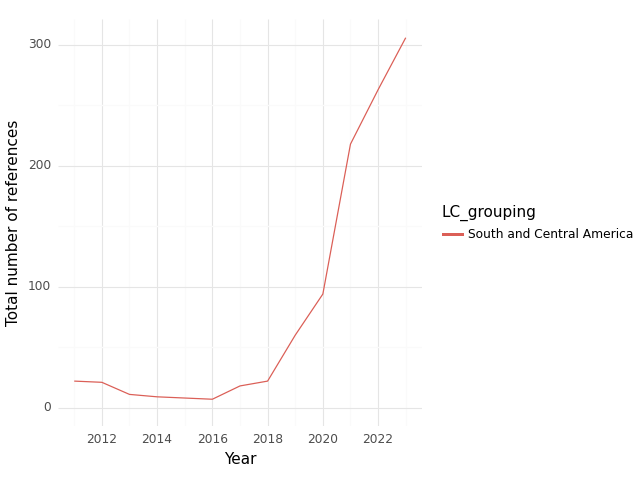 300
200
100
0
Total number of references
2012 2014 2016 2018 2020 2022
Year
LC_grouping
South and Central America